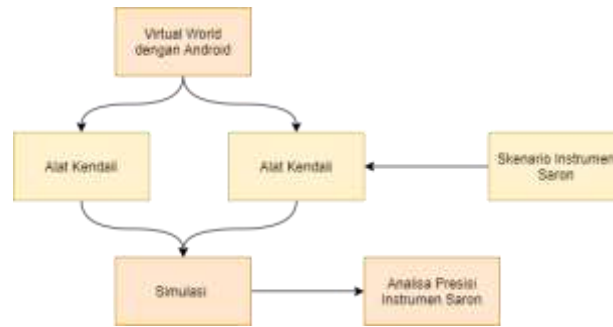 Virtual World
dengan Android
Alat Kendali
Alat Kendali
Skenario Instrumen
Saron
Simulasi
Analisa Presisi
Instrumen Saron